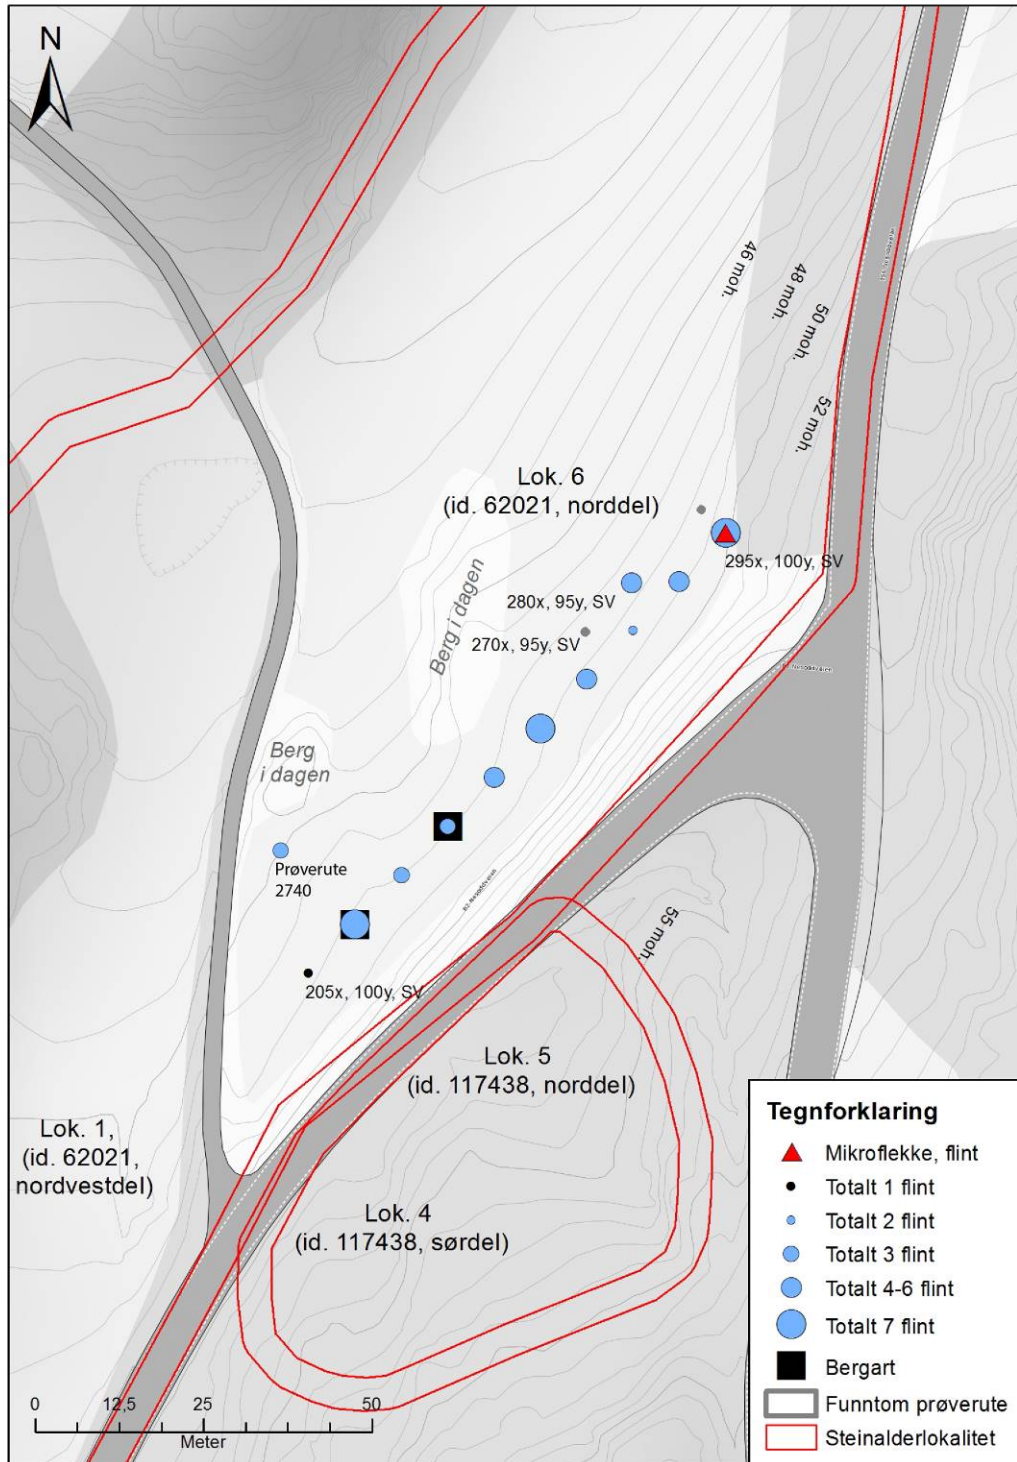 N
46 moh.
48 moh.
50 moh.
52 moh.
Lok. 6
(id. 62021, norddel)
295x, 100y, SV
280x, 95y, SV
270x, 95y, SV
Berg i dagen
Berg
i dagen
Prøverute
2740
205x, 100y, SV
55 moh.
Lok. 5
(id. 117438, norddel)
Lok. 1,
(id. 62021,
nordvestdel)
Lok. 4
(id. 117438, sørdel)
0 12,5 25 50
Meter
Tegnforklaring
Mikroflekke, flint
Totalt 1 flint
Totalt 2 flint
Totalt 3 flint
Totalt 4-6 flint
Totalt 7 flint
Bergart
Funntom prøverute
Steinalderlokalitet